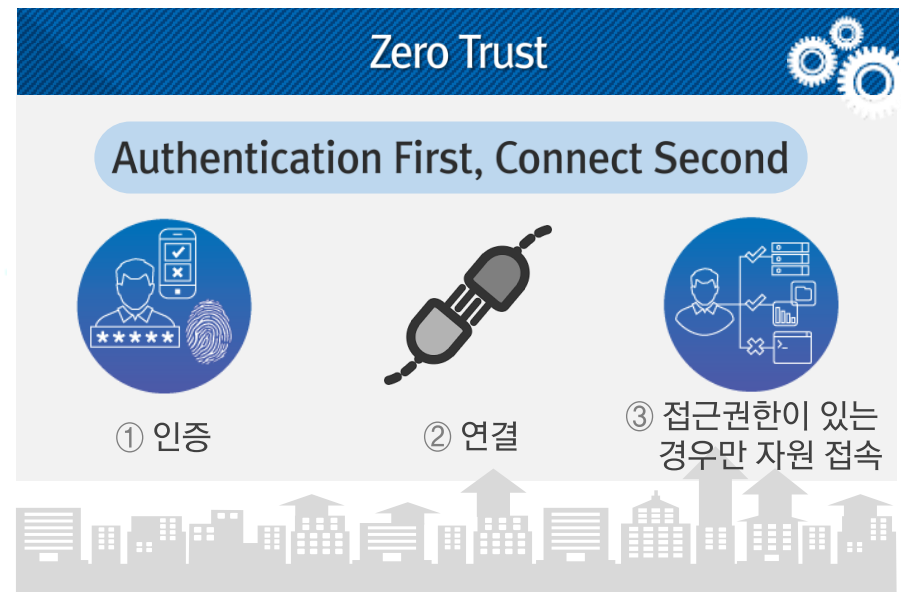 Zero Trust
Authentication First, Connect Second
*****
① 인증
② 연결
③ 접근권한이 있는
경우만 자원 접속